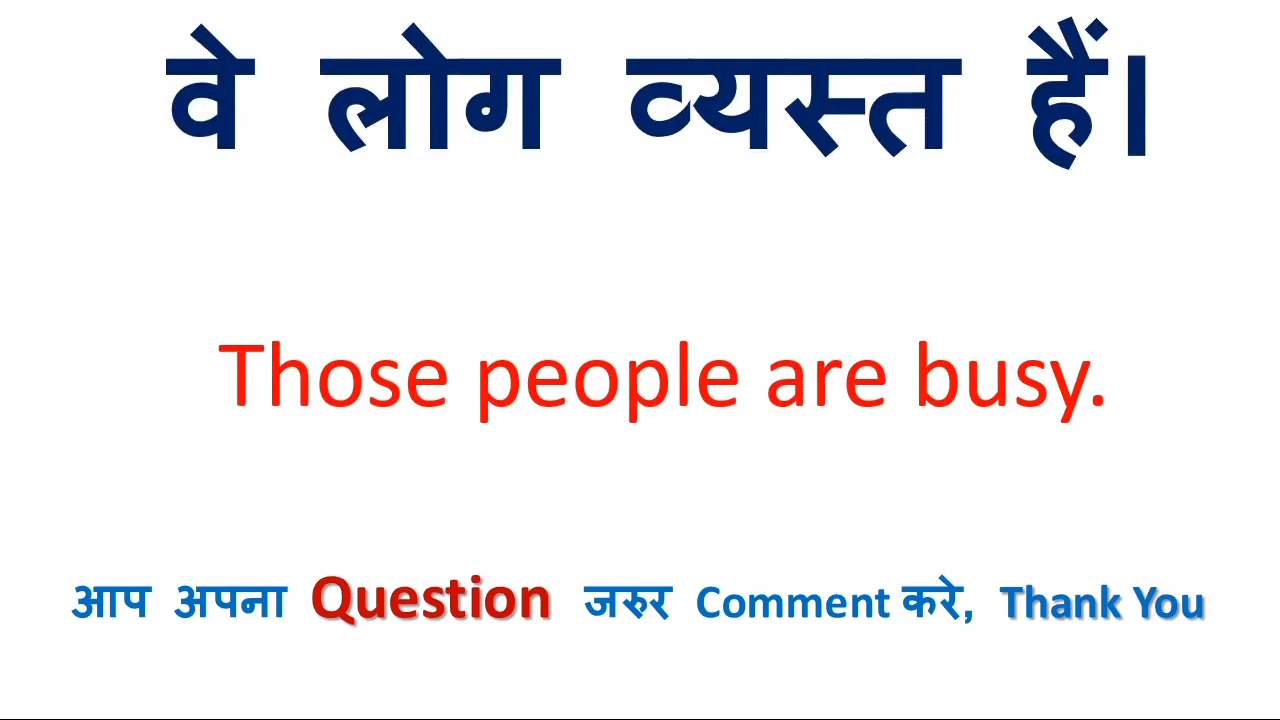 वे लोग व्यस्त हैं।
Those people are busy.
आप अपना Question जरुर Comment करे, Thank You